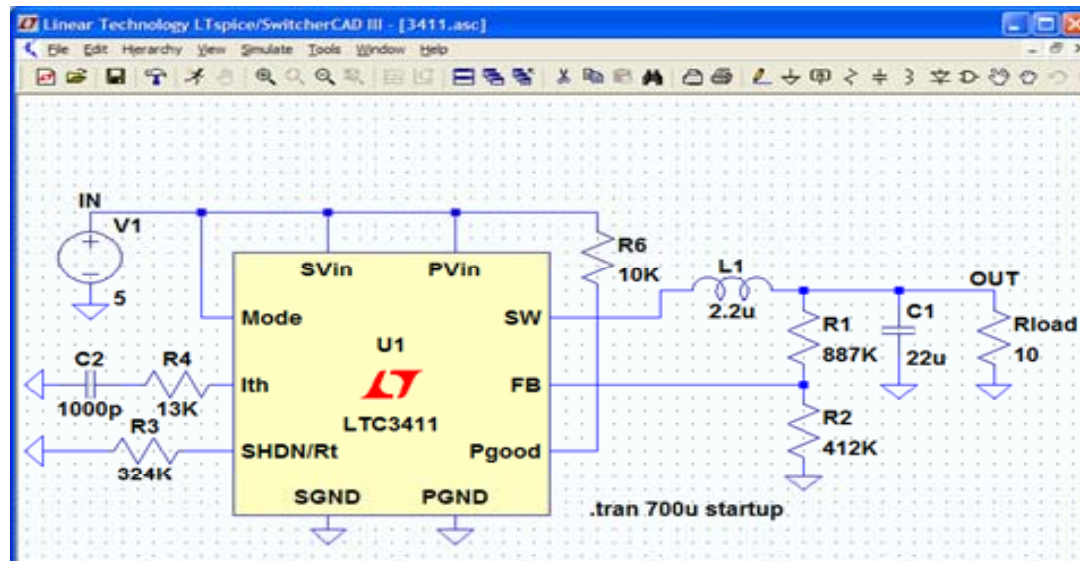 Linear Technology LTspice/SwitcherCAD III - [3411.asc]
File Edit Hierarchy View Simulate Tools Window Help
IN
V1
5
SVin PVin
R6
10K
L1
2.2u
OUT
Mode
SW
R1
887K
C1
22u
Rload
10
U1
C2
1000p
R4
13K
Ith
FB
LTC3411
R3
324K
SHDN/Rt
Pgood
R2
412K
SGND PGND
.tran 700u startup